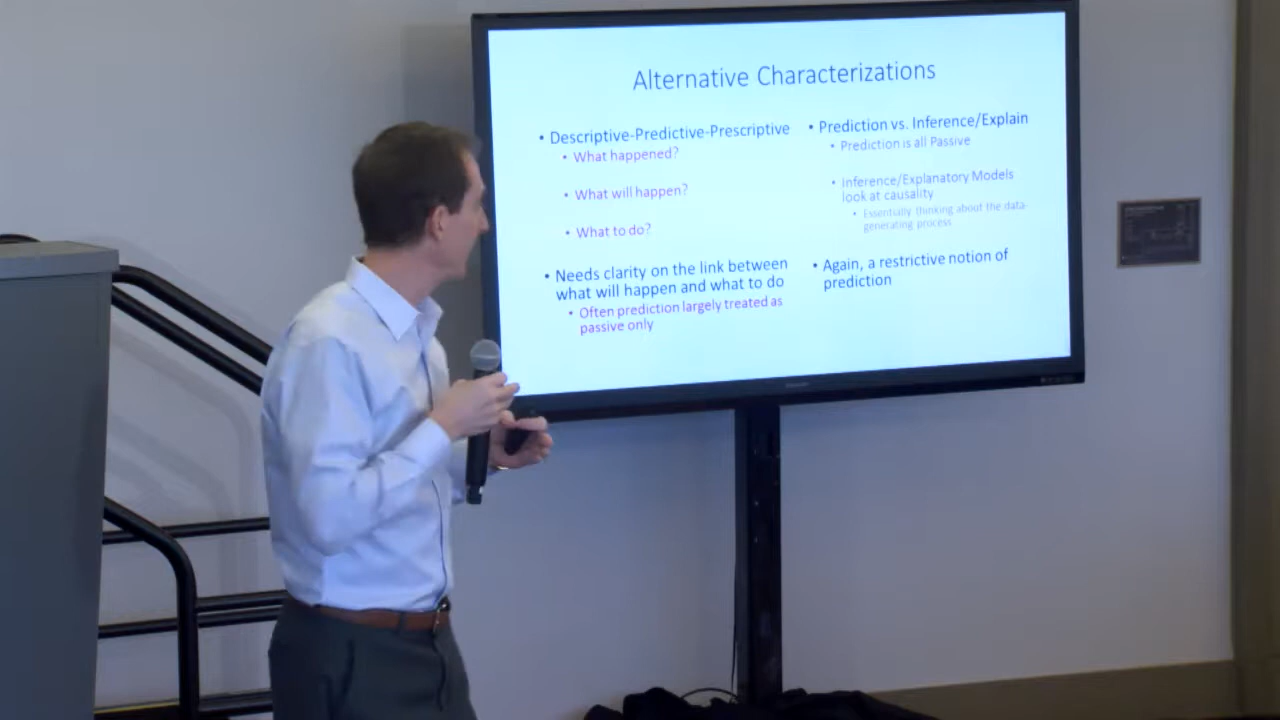 Alternative Characterizations
• Descriptive-Predictive-Prescriptive
• What happened?
• What will happen?
• What to do?
• Needs clarity on the link between
what will happen and what to do
• Often prediction largely treated as
passive only
• Prediction vs. Inference/Explain
• Prediction is all Passive
• Inference/Explanatory Models
look at causality
• Essentially thinking about the data-
generating process
• Again, a restrictive notion of
prediction